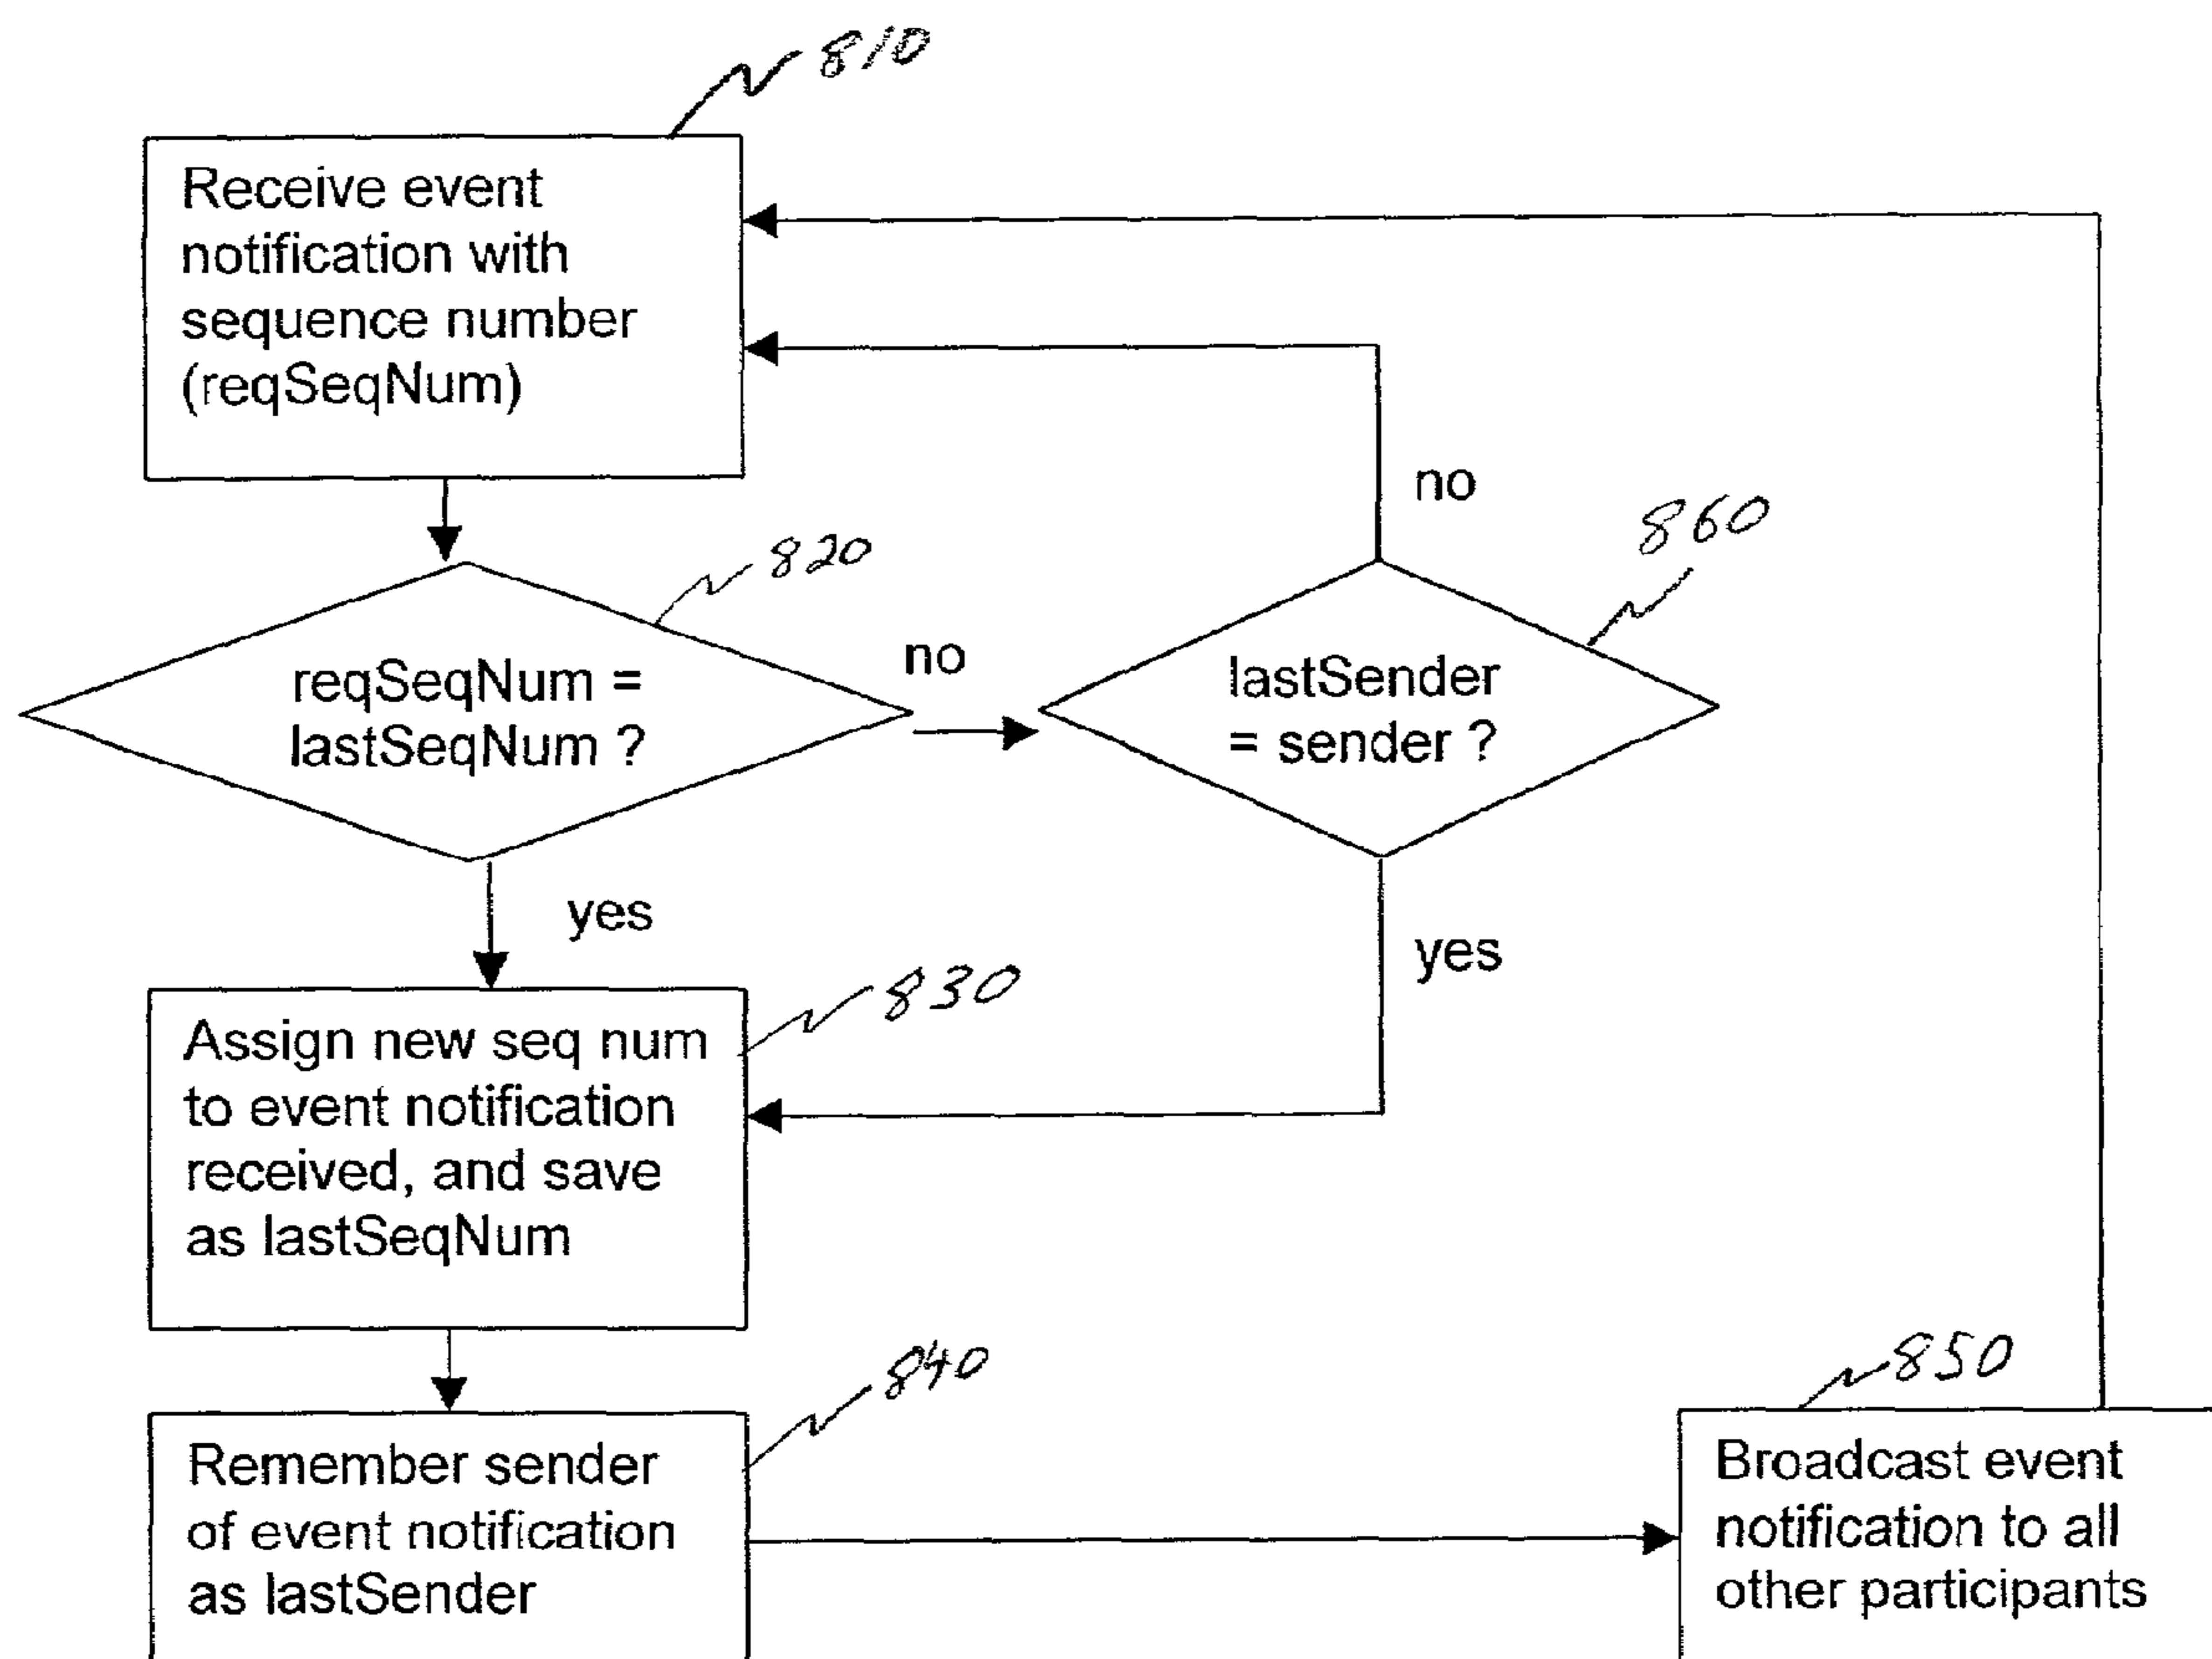 810
Receive event
notification with
sequence number
(reqSeqNum)
no
860
820
reqSeqNum =
lastSeqNum ?
no
lastSender
= sender ?
yes
yes
830
Assign new seq num
to event notification
received, and save
as lastSeqNum
840
850
Remember sender
of event notification
as lastSender
Broadcast event
notification to all
other participants